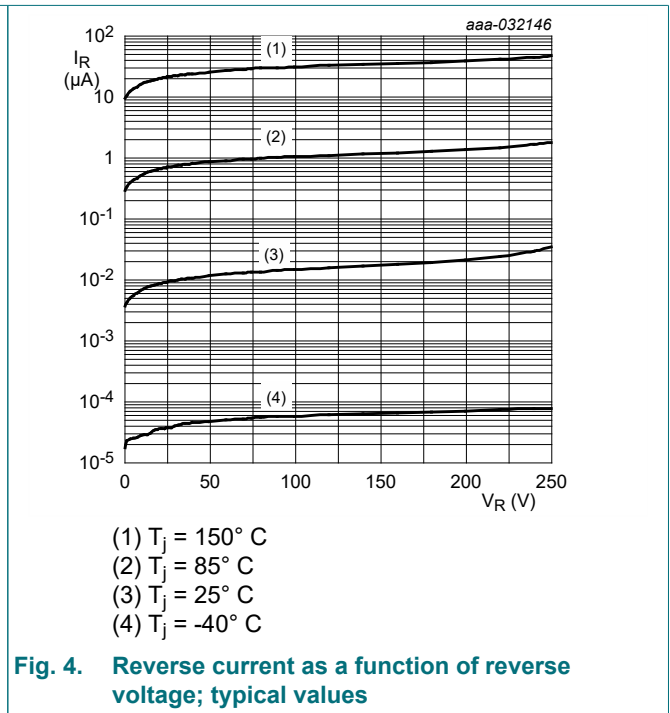 aaa-032146
10²
I_R
(μA)
10
1
10⁻¹
10⁻²
10⁻³
10⁻⁴
10⁻⁵
(1)
(2)
(3)
(4)
0 50 100 150 200 250
V_R (V)
(1) T_j = 150° C
(2) T_j = 85° C
(3) T_j = 25° C
(4) T_j = -40° C
Fig. 4. Reverse current as a function of reverse
voltage; typical values